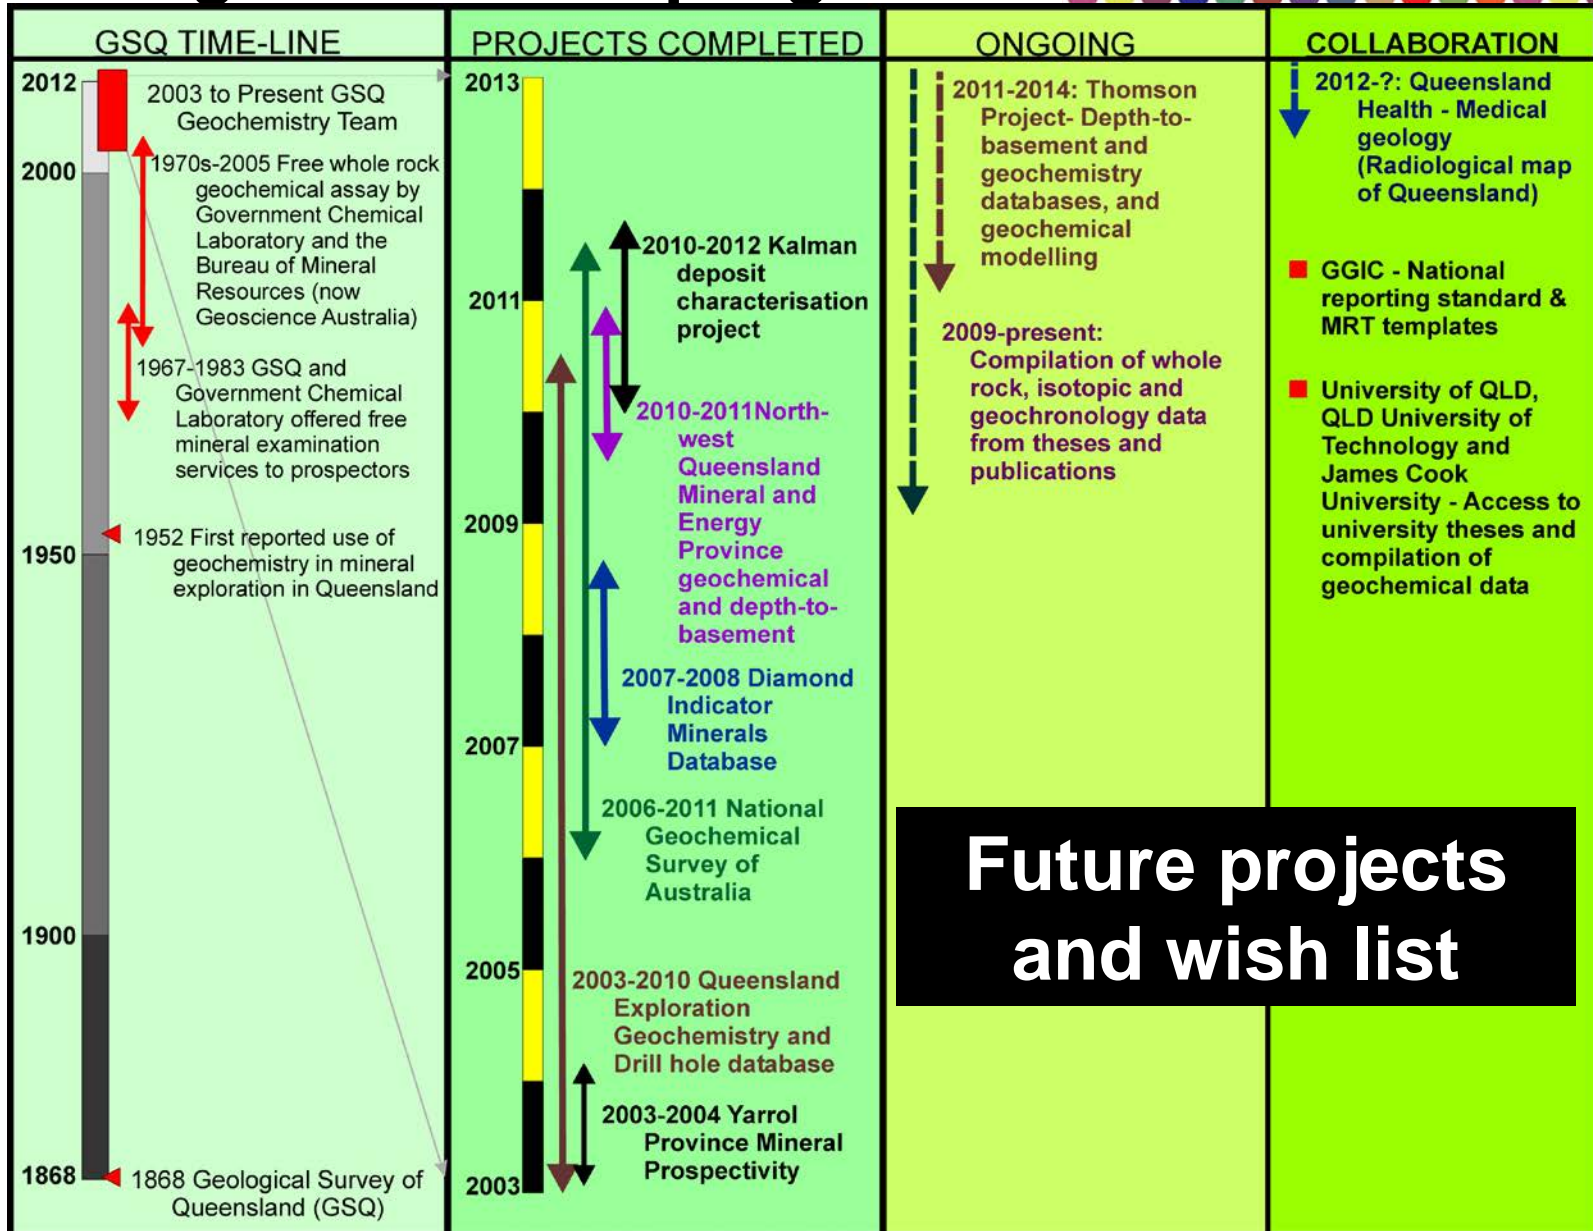 GSQ TIME-LINE
2012
2003 to Present GSQ
Geochemistry Team
2000
1970s-2005 Free whole rock
geochemical assay by
Government Chemical
Laboratory and the
Bureau of Mineral
Resources (now
Geoscience Australia)
1967-1983 GSQ and
Government Chemical
Laboratory offered free
mineral examination
services to prospectors
1952 First reported use of
geochemistry in mineral
exploration in Queensland
1950
1900
1868
1868 Geological Survey of
Queensland (GSQ)
PROJECTS COMPLETED
2013
2010-2012 Kalman
deposit
characterisation
project
2011
2010-2011North-
west
Queensland
Mineral and
Energy
Province
geochemical
and depth-to-
basement
2009
2007-2008 Diamond
Indicator
Minerals
Database
2007
2006-2011 National
Geochemical
Survey of
Australia
2005
2003-2010 Queensland
Exploration
Geochemistry and
Drill hole database
2003-2004 Yarrol
Province Mineral
Prospectivity
2003
ONGOING
2011-2014: Thomson
Project- Depth-to-
basement and
geochemistry
databases, and
geochemical
modelling
2009-present:
Compilation of whole
rock, isotopic and
geochronology data
from theses and
publications
COLLABORATION
2012-?: Queensland
Health - Medical
geology
(Radiological map
of Queensland)
GGIC - National
reporting standard &
MRT templates
University of QLD,
QLD University of
Technology and
James Cook
University - Access to
university theses and
compilation of
geochemical data
Future projects
and wish list